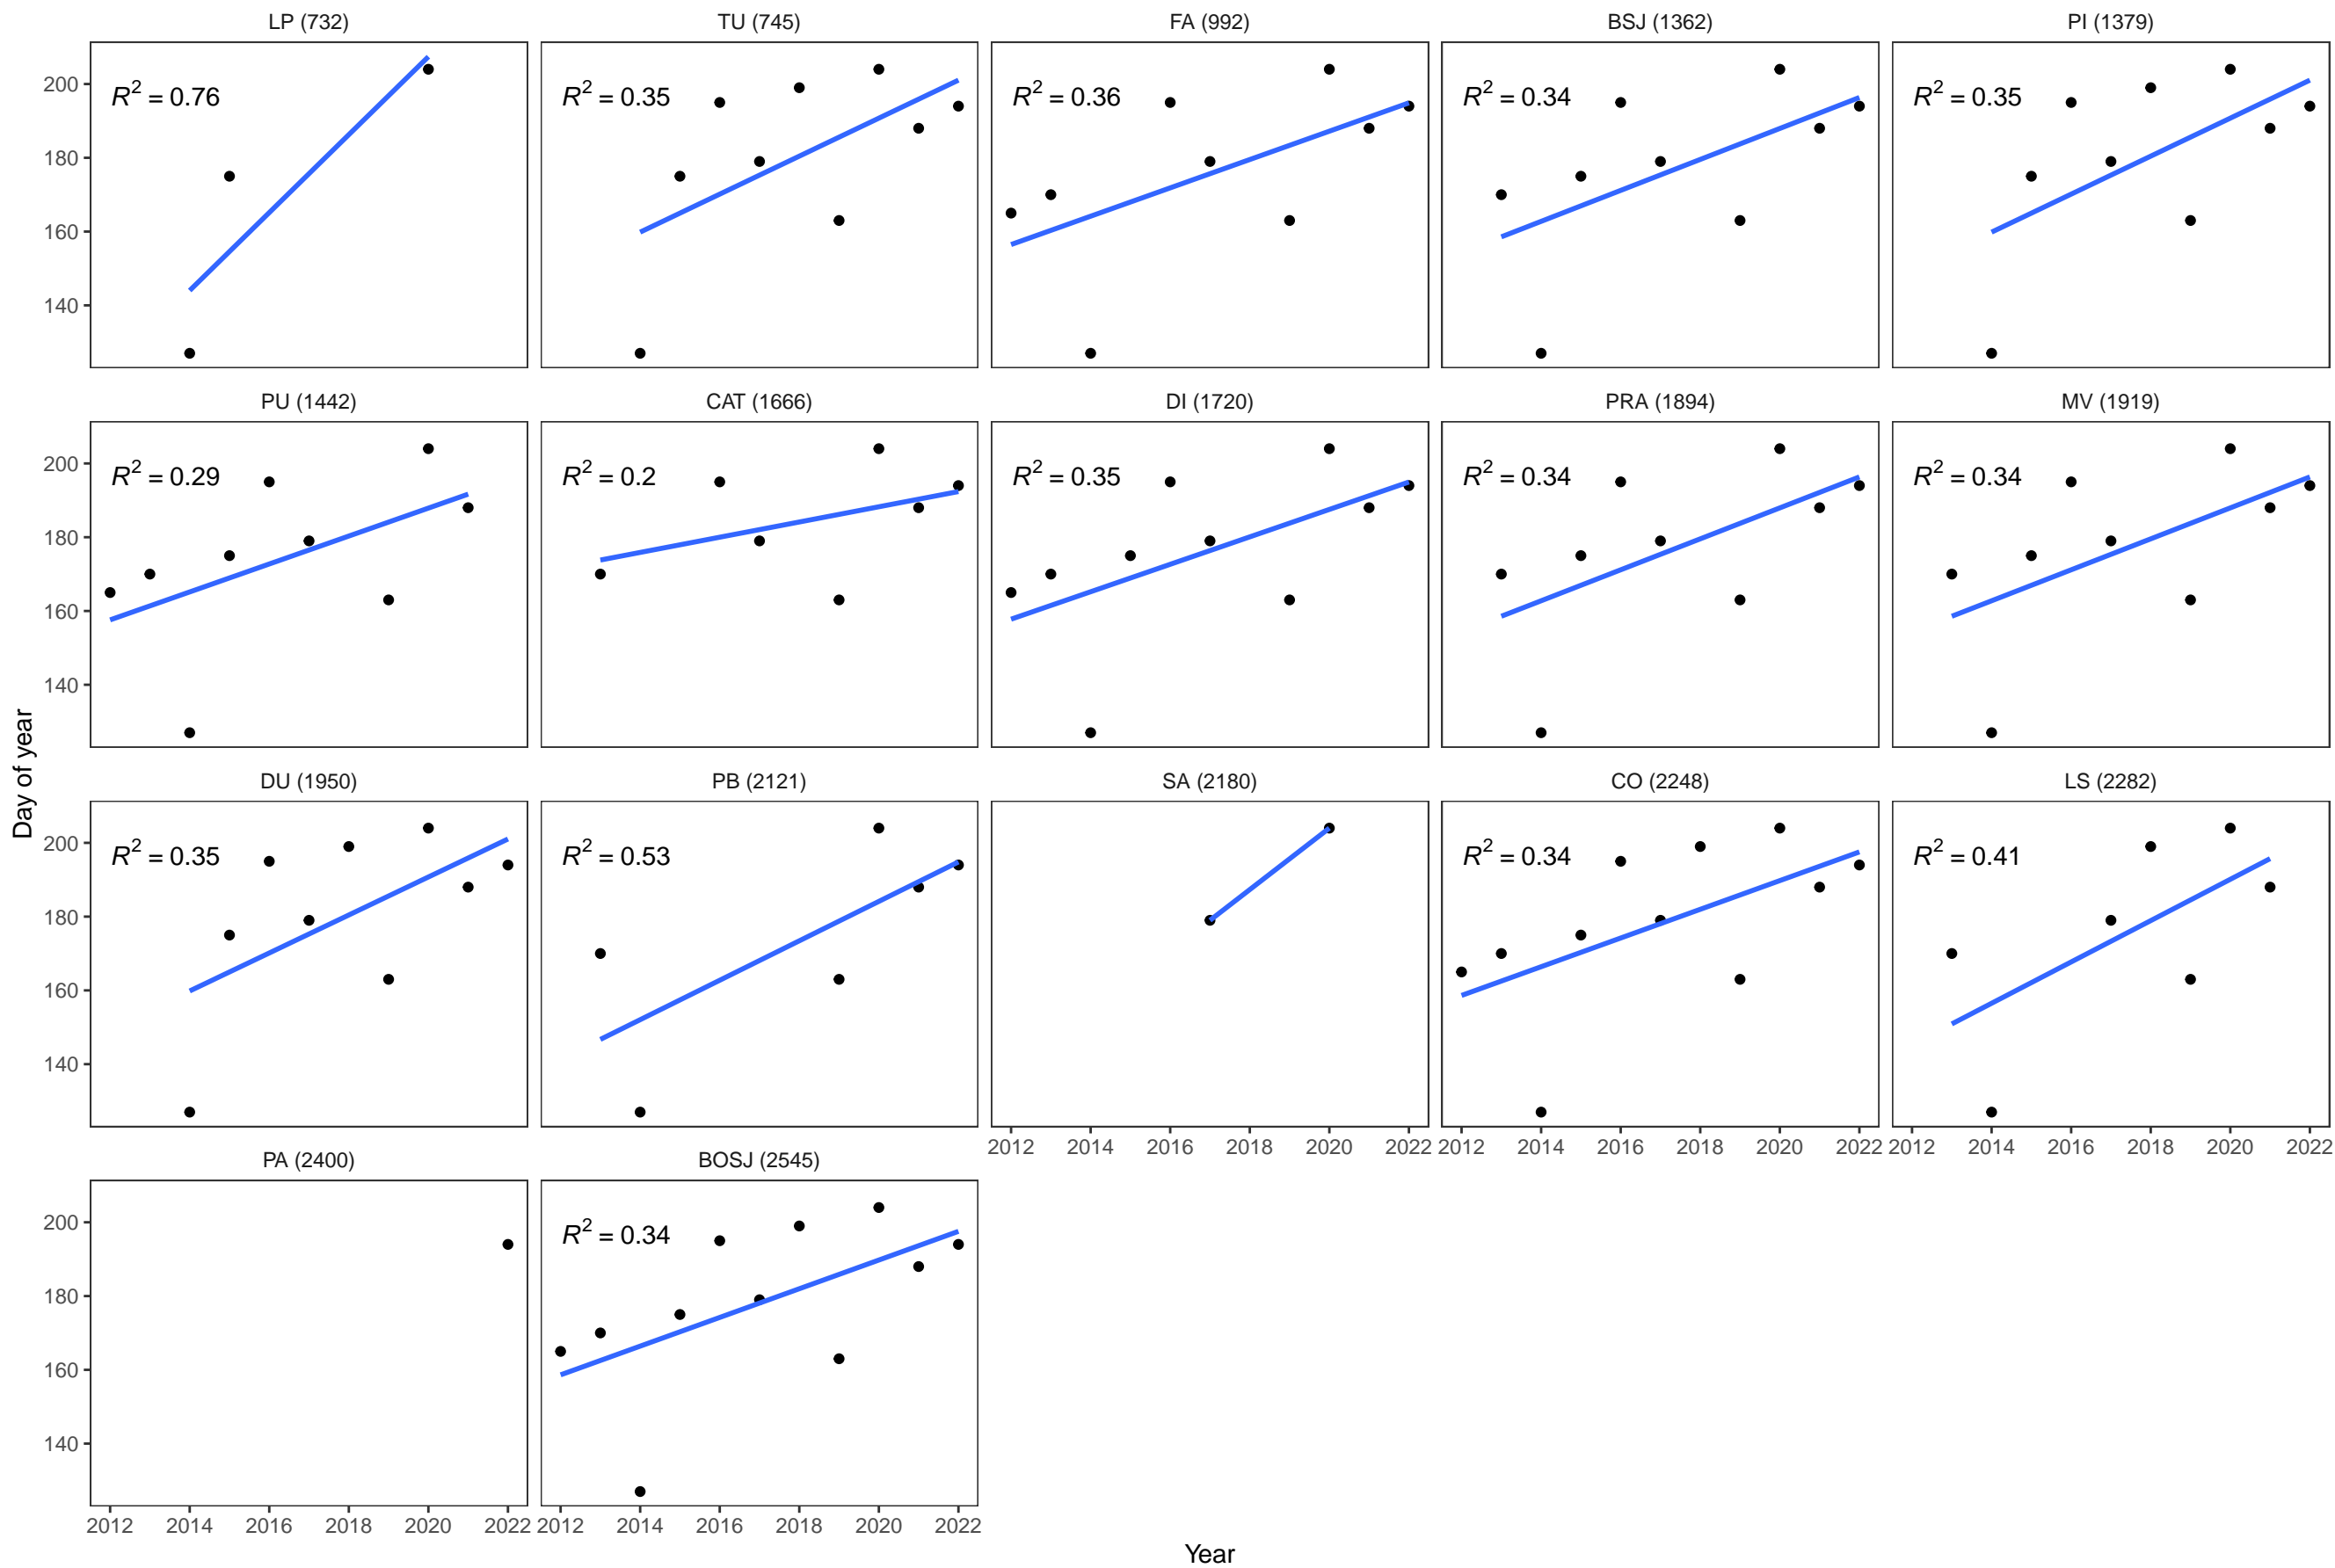 LP (732) TU (745) FA (992) BSJ (1362) PI (1379)
200
180
160
140
R² = 0.76 R² = 0.35 R² = 0.36 R² = 0.34 R² = 0.35
PU (1442) CAT (1666) DI (1720) PRA (1894) MV (1919)
200
180
160
140
R² = 0.29 R² = 0.2 R² = 0.35 R² = 0.34 R² = 0.34
DU (1950) PB (2121) SA (2180) CO (2248) LS (2282)
200
180
160
140
R² = 0.35 R² = 0.53 R² = 0.34 R² = 0.41
2012 2014 2016 2018 2020 2022 2012 2014 2016 2018 2020 2022 2012 2014 2016 2018 2020 2022
PA (2400) BOSJ (2545)
200
180
160
140
R² = 0.34
2012 2014 2016 2018 2020 2022 2012 2014 2016 2018 2020 2022
Day of year
Year